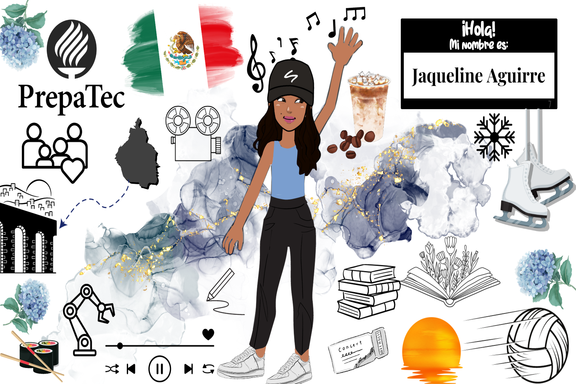 PrepaTec
¡Hola!
Mi nombre es:
Jaqueline Aguirre
Concert